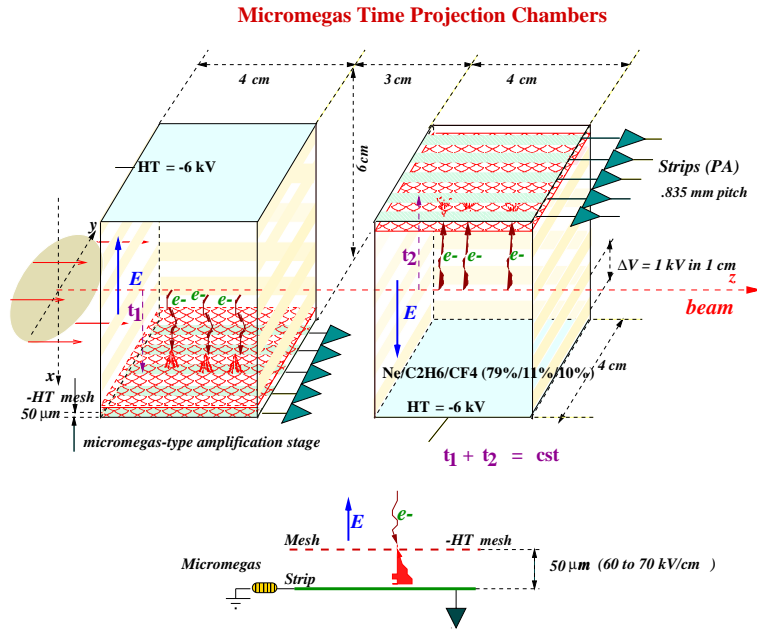 Micromegas Time Projection Chambers
4 cm
3 cm
4 cm
HT = -6 kV
6 cm
Strips (PA)
.835 mm pitch
y
E
t1
e-
e-
e-
t2
e-
e-
e-
E
ΔV = 1 kV in 1 cm
z
beam
x
-HT mesh
50 μm
micromegas-type amplification stage
Ne/C2H6/CF4 (79%/11%/10%)
HT = -6 kV
4 cm
t1 + t2 = cst
E
e-
Mesh
-HT mesh
Micromegas
Strip
50 μm (60 to 70 kV/cm )